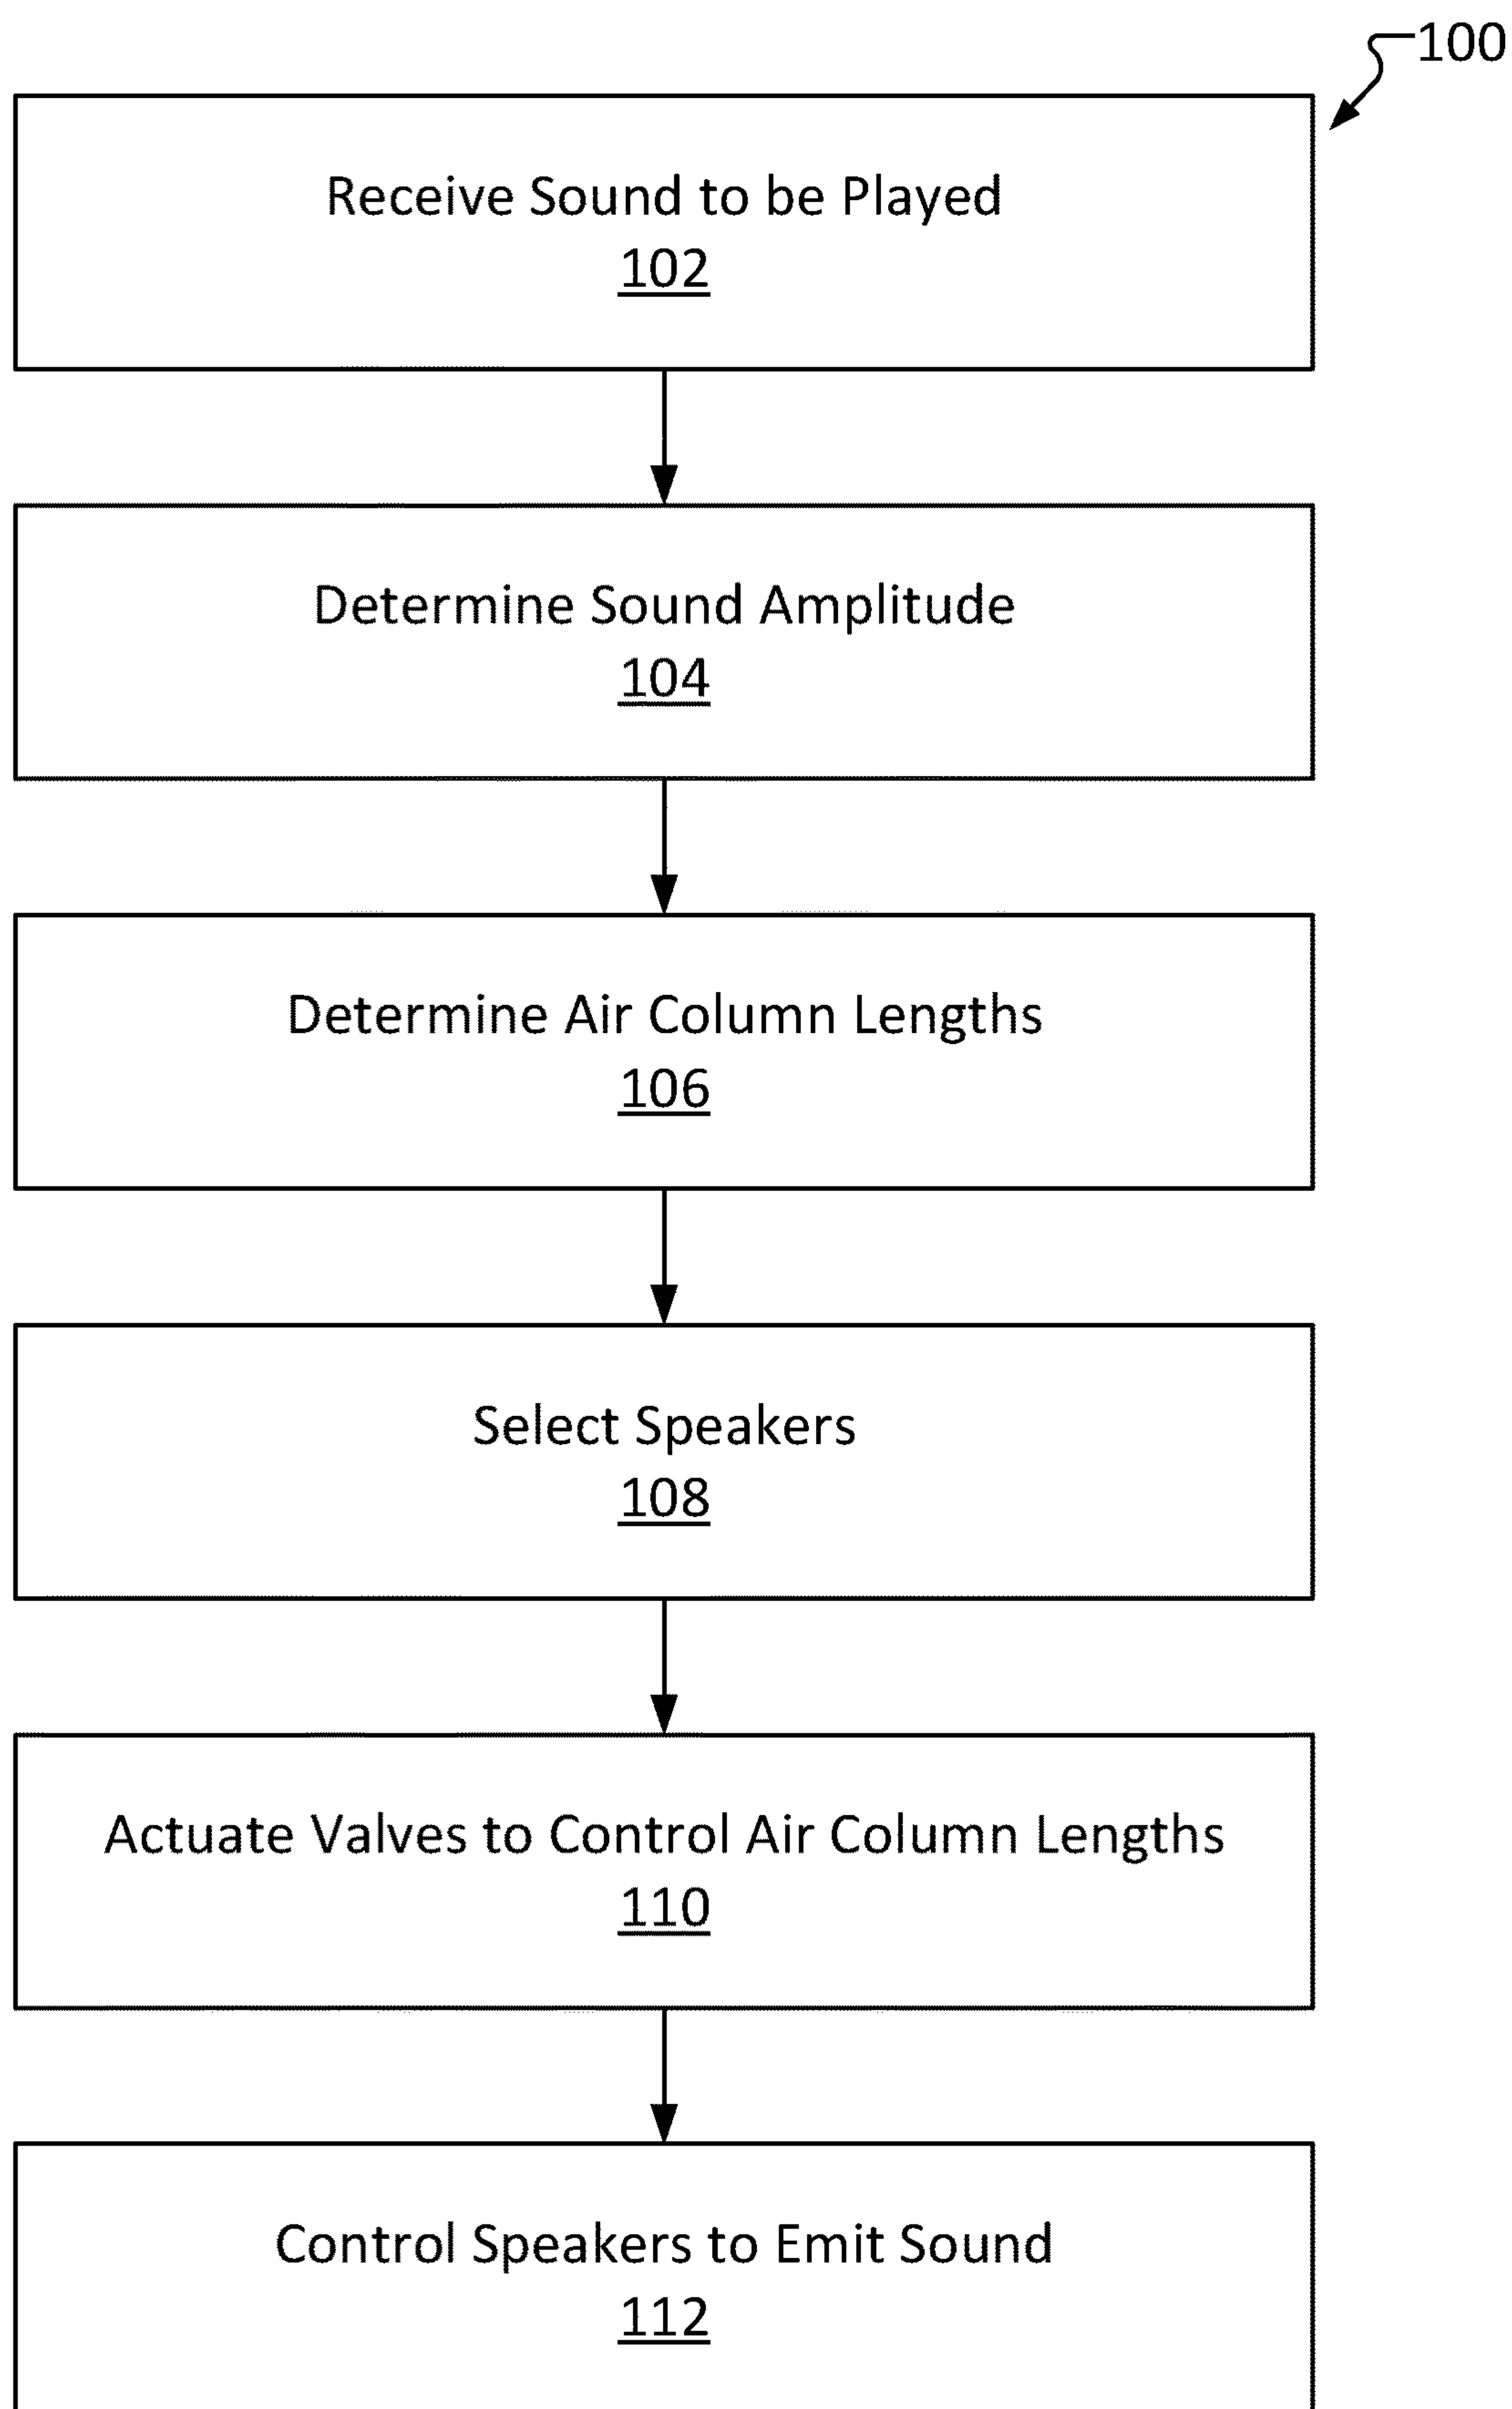 100
Receive Sound to be Played
102
Determine Sound Amplitude
104
Determine Air Column Lengths
106
Select Speakers
108
Actuate Valves to Control Air Column Lengths
110
Control Speakers to Emit Sound
112